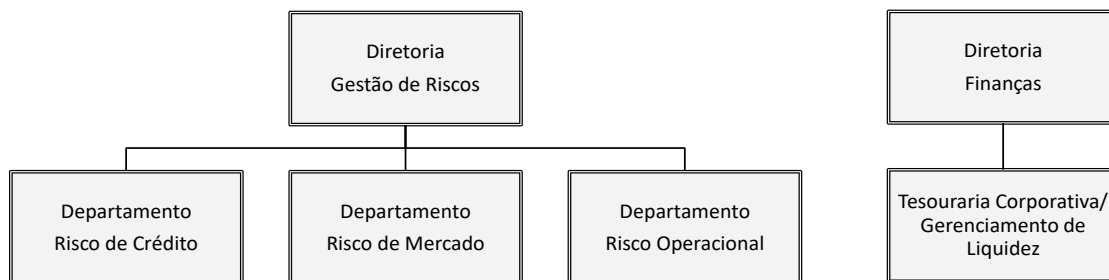 Diretoria
Gestão de Riscos
Diretoria
Finanças
Departamento
Risco de Crédito
Departamento
Risco de Mercado
Departamento
Risco Operacional
Tesouraria Corporativa/
Gerenciamento de
Liquidez